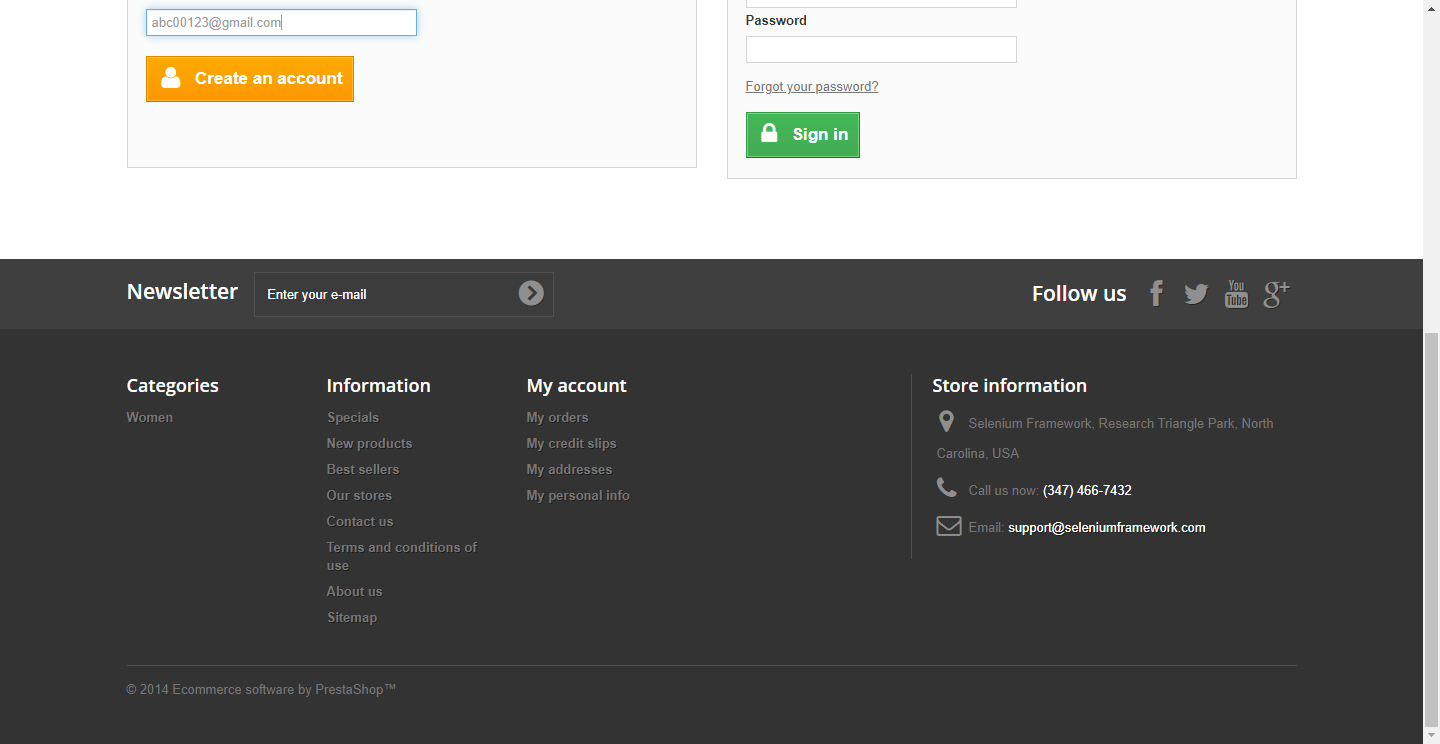 abc00123@gmail.com
Create an account
Password
Forgot your password?
Sign in
Newsletter
Enter your e-mail
Follow us
You
Tube
g+
Categories
Women
Information
Specials
New products
Best sellers
Our stores
Contact us
Terms and conditions of
use
About us
Sitemap
My account
My orders
My credit slips
My addresses
My personal info
Store information
Selenium Framework, Research Triangle Park, North
Carolina, USA
Call us now: (347) 466-7432
Email: support@seleniumframework.com
© 2014 Ecommerce software by PrestaShop™